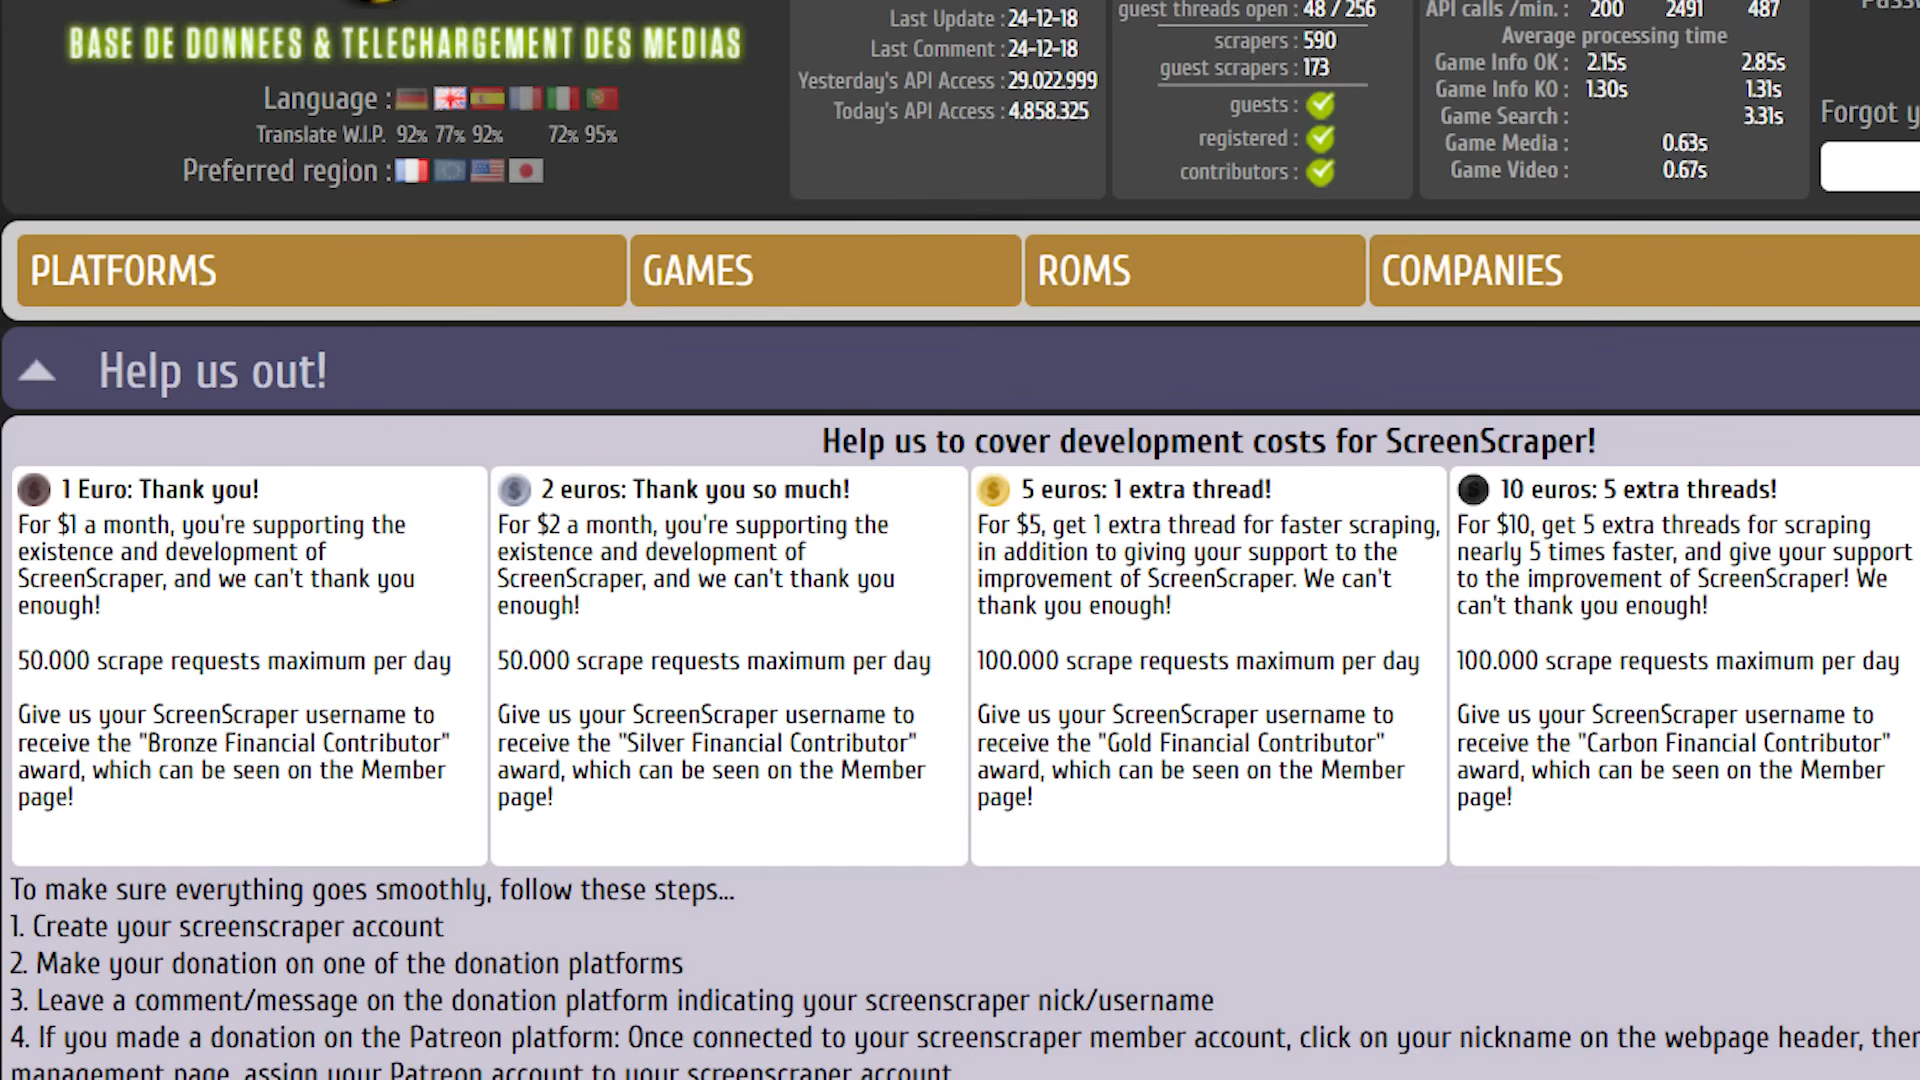 BASE DE DONNEES & TELECHARGEMENT DES MEDIAS
Language :
Translate W.I.P. 92% 77% 92% 72% 95%
Preferred region :
Last Update : 24-12-18
Last Comment : 24-12-18
Yesterday's API Access : 29.022.999
Today's API Access : 4.858.325
guest threads open : 48 / 256
scrapers : 590
guest scrapers : 173
guests :
registered :
contributors :
API calls /min. : 200 2491 487
Average processing time
Game Info OK : 2.15s 2.85s
Game Info KO : 1.30s 1.31s
Game Search : 3.31s
Game Media : 0.63s
Game Video : 0.67s
Forgot y
PLATFORMS
GAMES
ROMS
COMPANIES
Help us out!
Help us to cover development costs for ScreenScraper!
1 Euro: Thank you!
For $1 a month, you're supporting the
existence and development of
ScreenScraper, and we can't thank you
enough!
50.000 scrape requests maximum per day
Give us your ScreenScraper username to
receive the "Bronze Financial Contributor"
award, which can be seen on the Member
page!
2 euros: Thank you so much!
For $2 a month, you're supporting the
existence and development of
ScreenScraper, and we can't thank you
enough!
50.000 scrape requests maximum per day
Give us your ScreenScraper username to
receive the "Silver Financial Contributor"
award, which can be seen on the Member
page!
5 euros: 1 extra thread!
For $5, get 1 extra thread for faster scraping,
in addition to giving your support to the
improvement of ScreenScraper. We can't
thank you enough!
100.000 scrape requests maximum per day
Give us your ScreenScraper username to
receive the "Gold Financial Contributor"
award, which can be seen on the Member
page!
10 euros: 5 extra threads!
For $10, get 5 extra threads for scraping
nearly 5 times faster, and give your support
to the improvement of ScreenScraper! We
can't thank you enough!
100.000 scrape requests maximum per day
Give us your ScreenScraper username to
receive the "Carbon Financial Contributor"
award, which can be seen on the Member
page!
To make sure everything goes smoothly, follow these steps...
1. Create your screenscraper account
2. Make your donation on one of the donation platforms
3. Leave a comment/message on the donation platform indicating your screenscraper nick/username
4. If you made a donation on the Patreon platform: Once connected to your screenscraper member account, click on your nickname on the webpage header, then
management page, assign your Patreon account to your screenscraper account